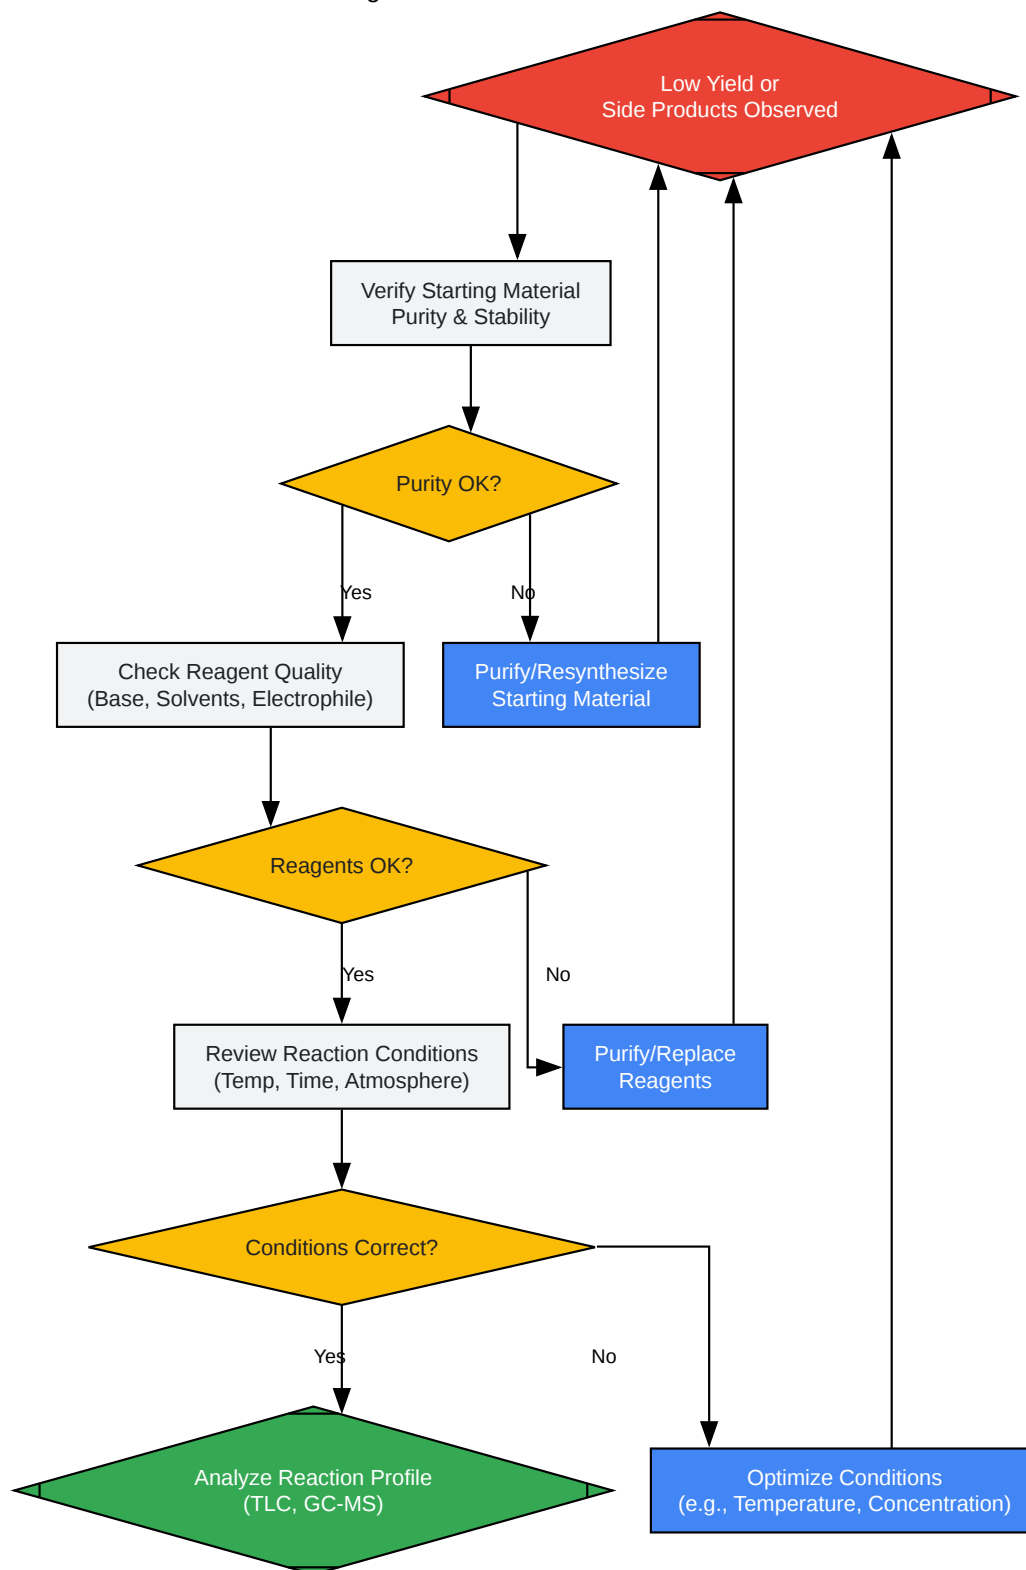 Low Yield or
Side Products Observed
Verify Starting Material
Purity & Stability
Purity OK?
Yes
No
Check Reagent Quality
(Base, Solvents, Electrophile)
Purify/Resynthesize
Starting Material
Reagents OK?
Yes
No
Review Reaction Conditions
(Temp, Time, Atmosphere)
Purify/Replace
Reagents
Conditions Correct?
Yes
No
Analyze Reaction Profile
(TLC, GC-MS)
Optimize Conditions
(e.g., Temperature, Concentration)